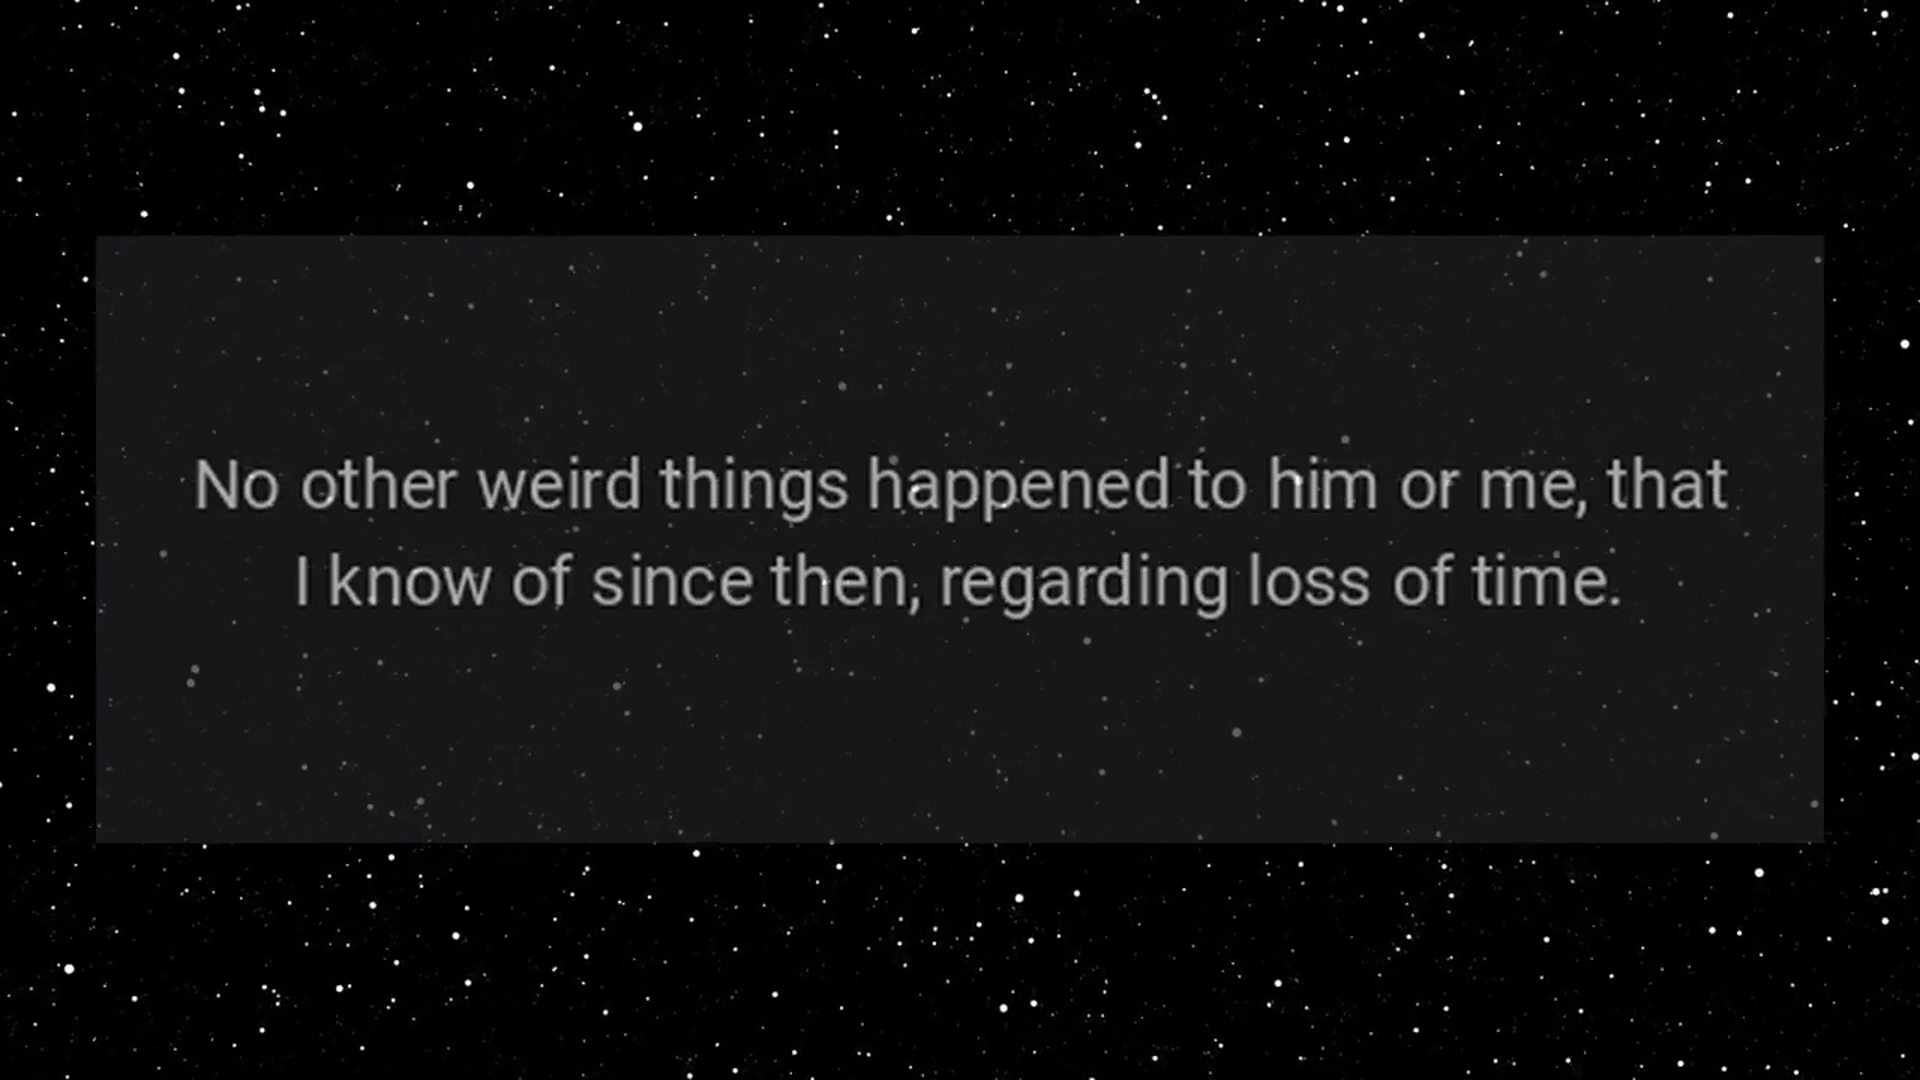 No other weird things happened to him or me, that
I know of since then, regarding loss of time.